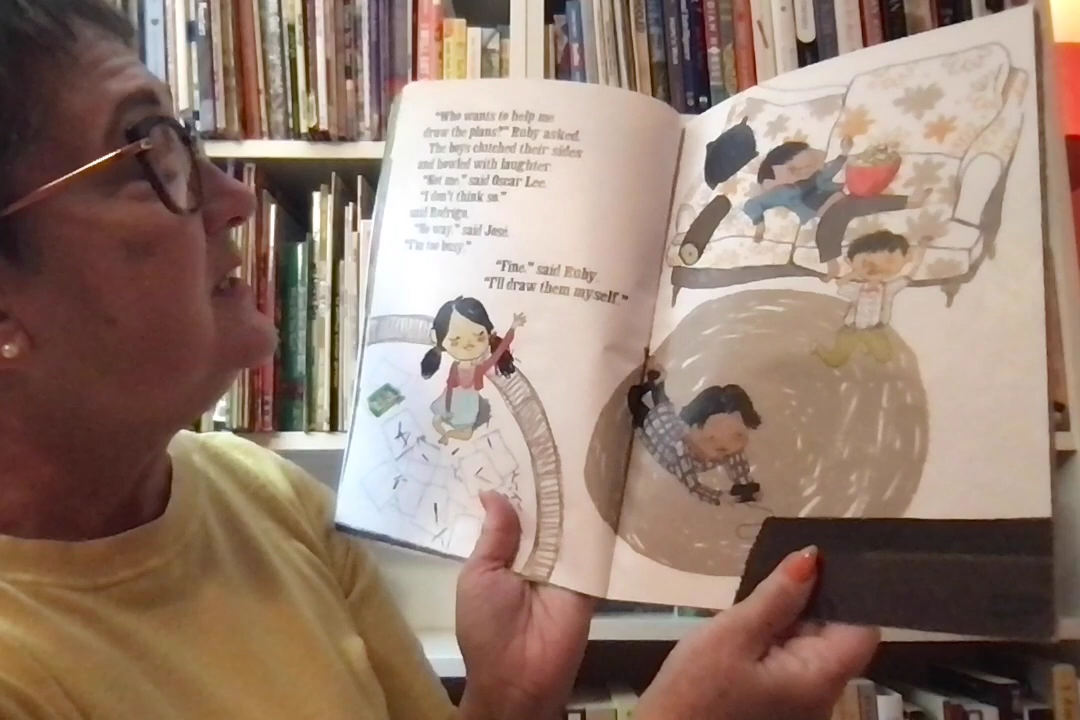 "Who wants to help me
draw the plans?" Ruby asked.
The boys clutched their sides
and howled with laughter.
"Not me," said Oscar Lee.
"I don't think so,"
said Rodrigo.
"No way," said José.
"I'm too busy."
"Fine," said Ruby.
"I'll draw them myself."